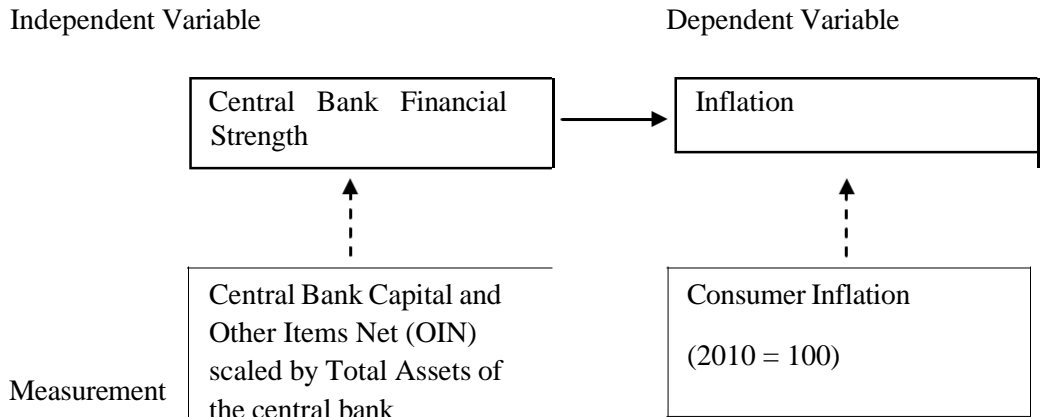 Independent Variable
Dependent Variable
Central Bank Financial
Strength
Inflation
Central Bank Capital and
Other Items Net (OIN)
scaled by Total Assets of
the central bank
Consumer Inflation
(2010 = 100)
Measurement